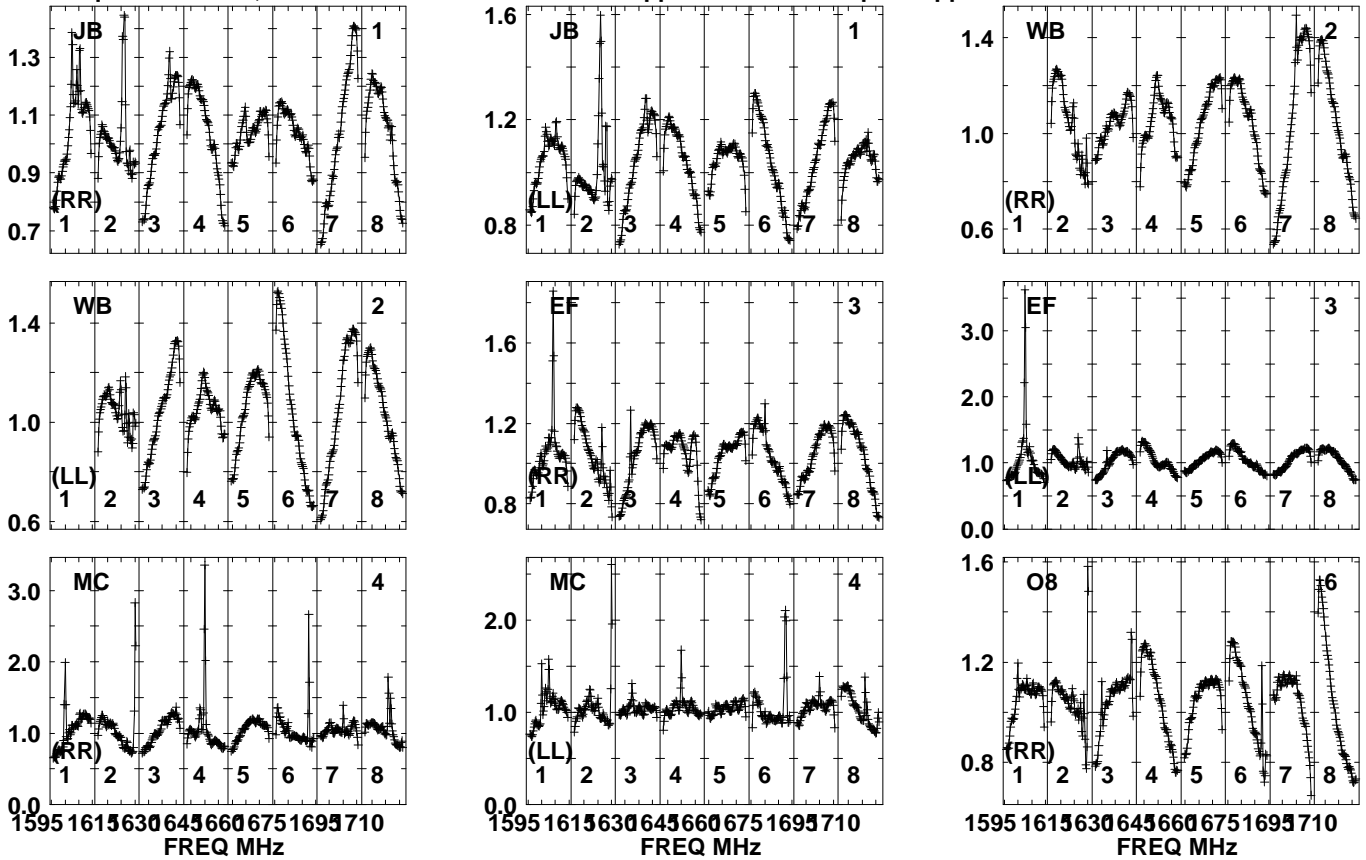 JB 1
1.3
1.1
0.9
0.7
(RR)
1 2 3 4 5 6 7 8
JB 1
1.6
1.2
0.8
(LL)
1 2 3 4 5 6 7 8
WB 2
1.4
1.0
0.6
(RR)
1 2 3 4 5 6 7 8
WB 2
1.4
1.0
0.6
(LL)
1 2 3 4 5 6 7 8
EF 3
1.6
1.2
0.8
(RR)
1 2 3 4 5 6 7 8
EF 3
3.0
2.0
1.0
0.0
(LL)
1 2 3 4 5 6 7 8
MC 4
3.0
2.0
1.0
0.0
(RR)
1 2 3 4 5 6 7 8
1595 1615 1630 1645 1660 1675 1695 1710
FREQ MHz
MC 4
2.0
1.0
0.0
(LL)
1 2 3 4 5 6 7 8
1595 1615 1630 1645 1660 1675 1695 1710
FREQ MHz
O8 6
1.6
1.2
0.8
(RR)
1 2 3 4 5 6 7 8
1595 1615 1630 1645 1660 1675 1695 1710
FREQ MHz